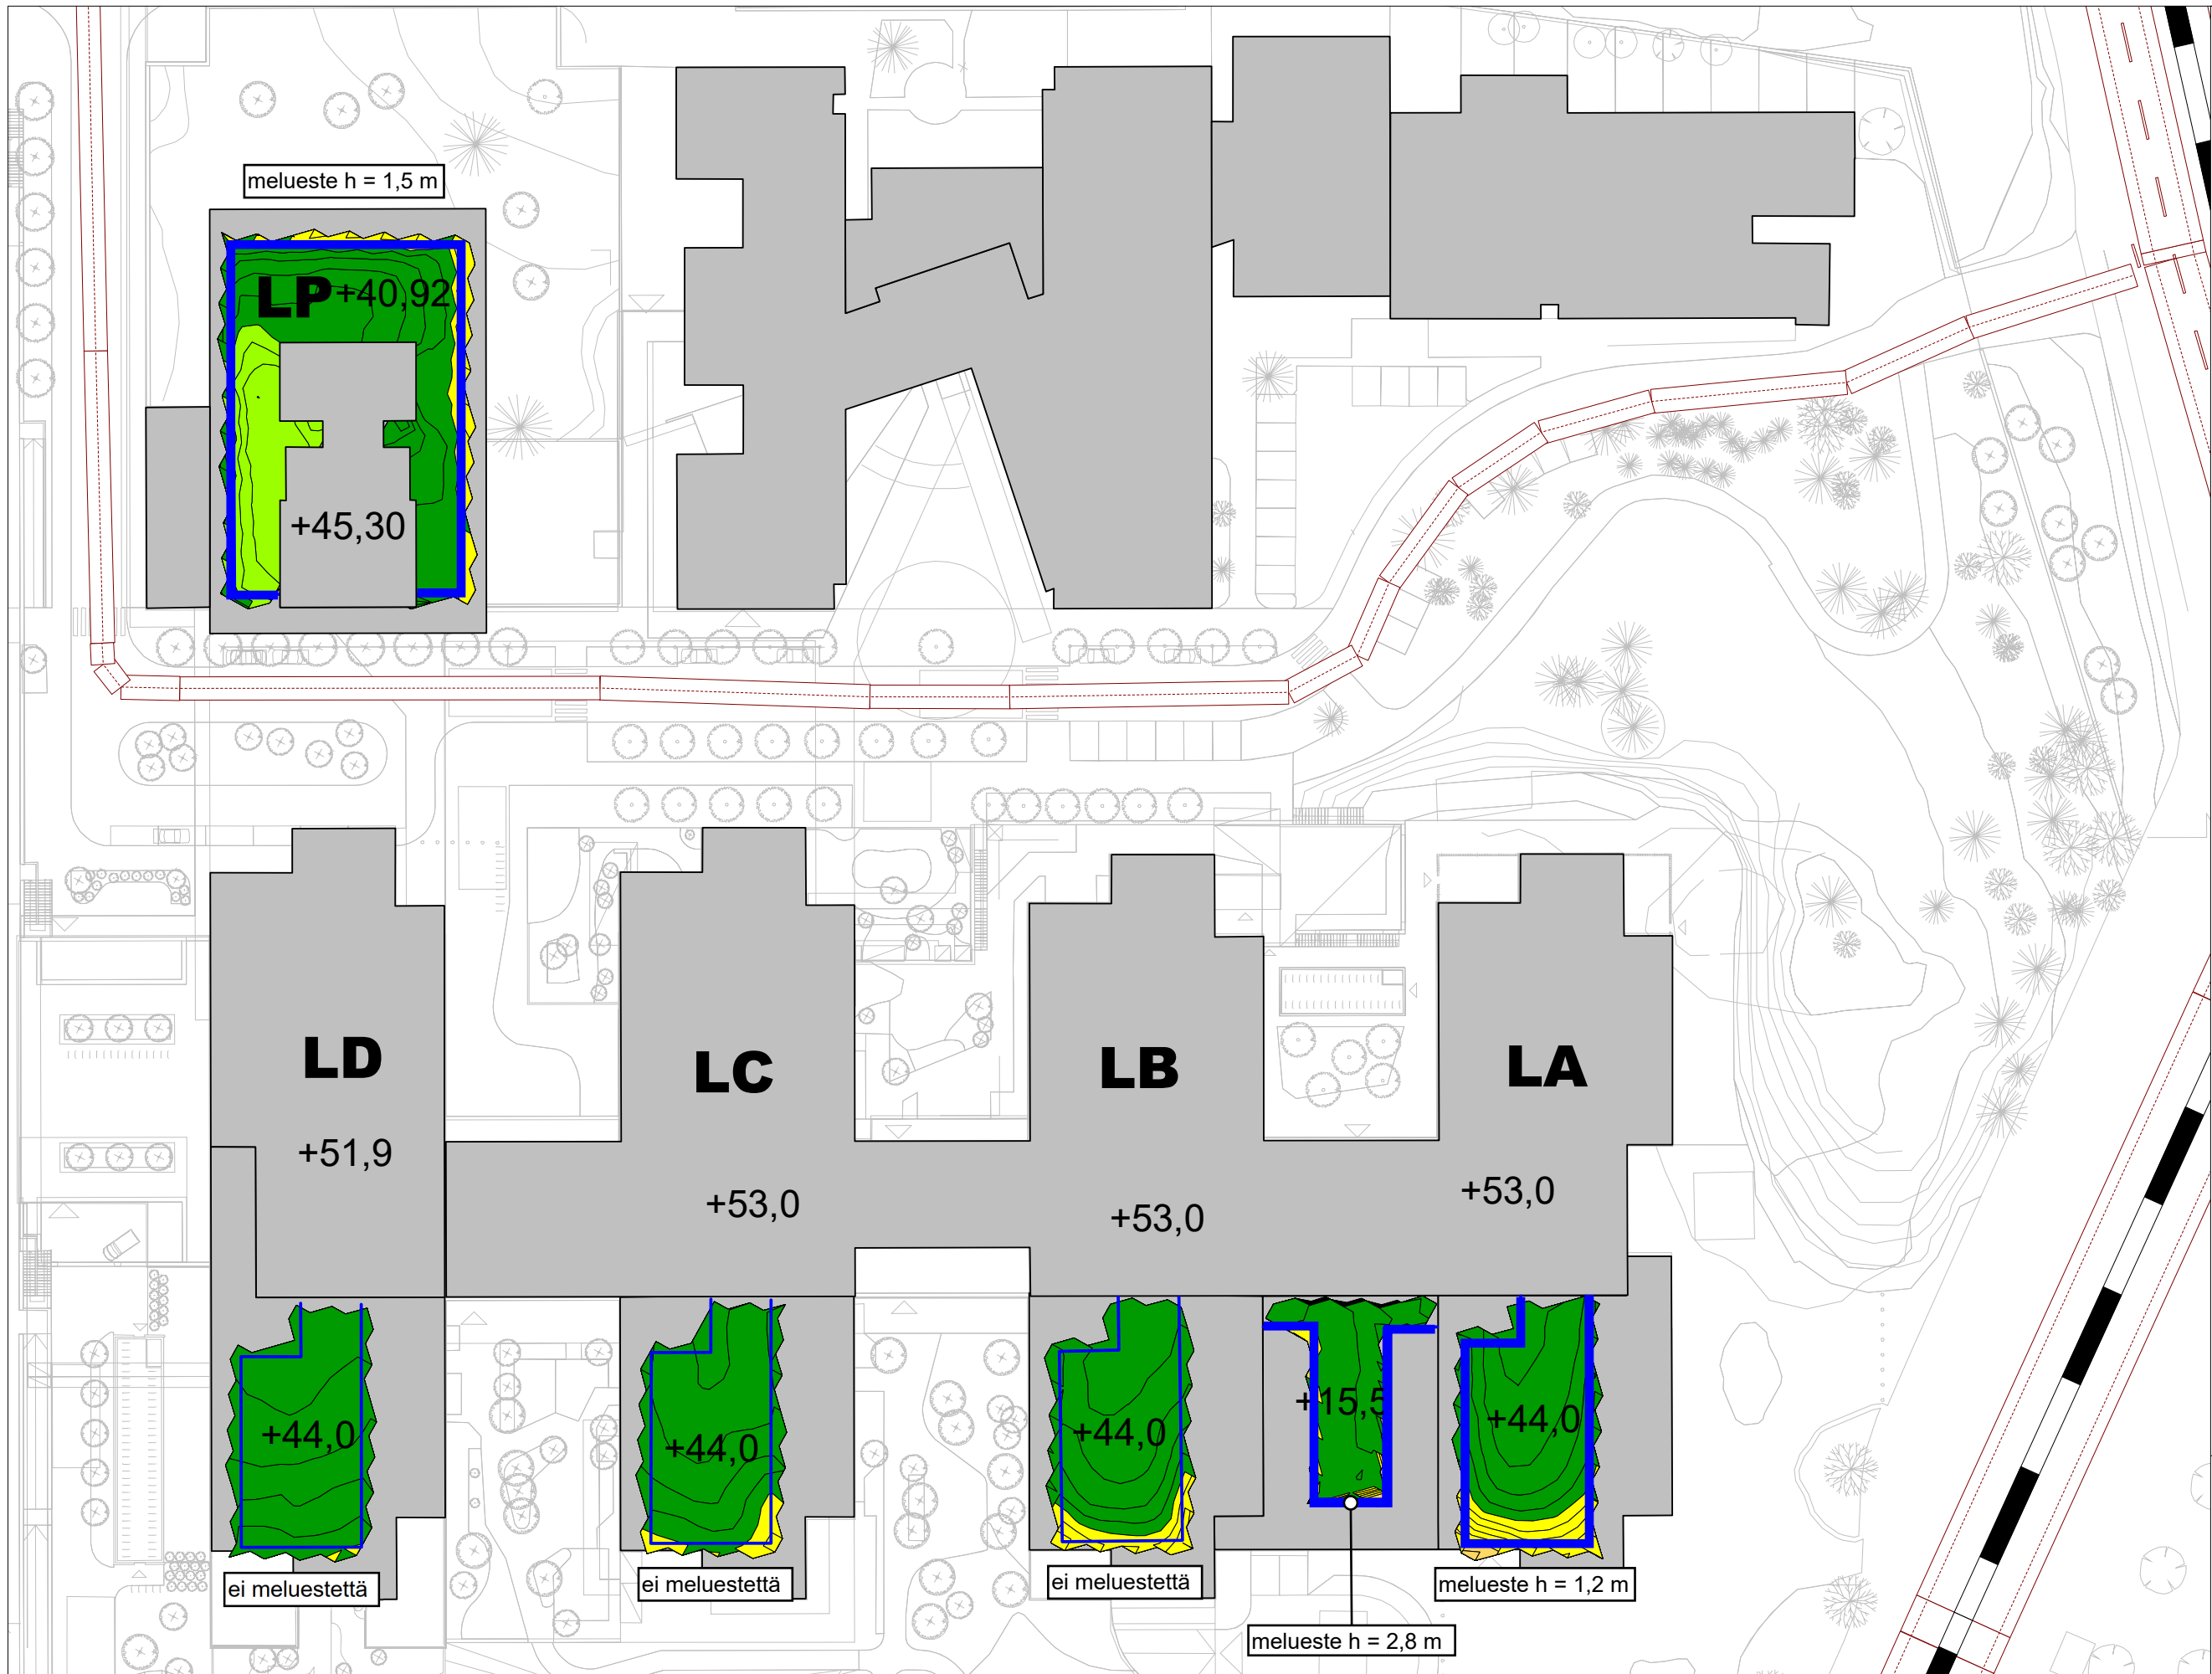 melueste h = 1,5 m
LP +40,92
+45,30
LD
LC
LB
LA
+51,9
+53,0
+53,0
+53,0
+44,0
+44,0
+44,0
+15,5
+44,0
ei meluestettä
ei meluestettä
ei meluestettä
melueste h = 1,2 m
melueste h = 2,8 m